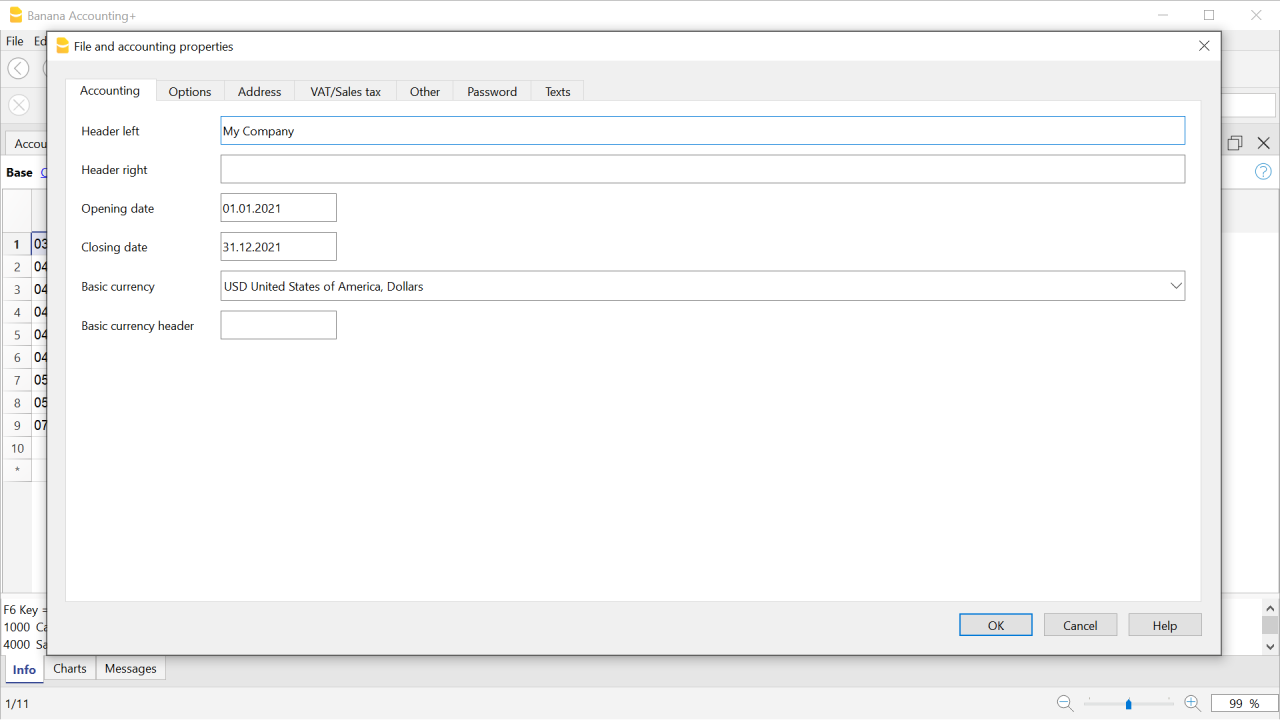 Banana Accounting+
File
File and accounting properties
Accounting Options Address VAT/Sales tax Other Password Texts
Header left My Company
Header right
Opening date 01.01.2021
Closing date 31.12.2021
Basic currency USD United States of America, Dollars
Basic currency header
Base
1 03
2 04
3 04
4 04
5 04
6 04
7 05
8 05
9 07
10
*
OK Cancel Help
F6 Key =
1000
4000
Info Charts Messages
1/11 99 %